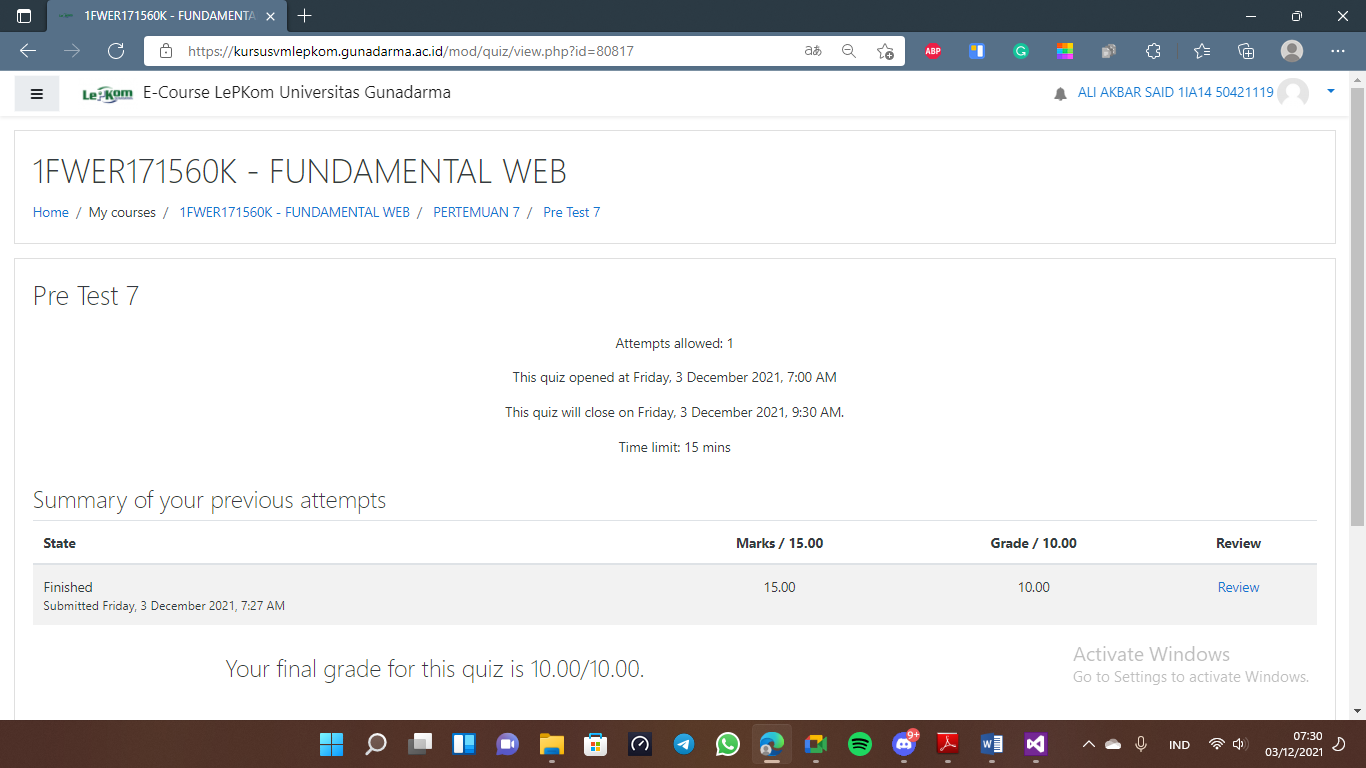 1FWER171560K - FUNDAMENTA
https://kursusvmlepkom.gunadarma.ac.id/mod/quiz/view.php?id=80817
aあ
ABP
G
LePKom E-Course LePKom Universitas Gunadarma
ALI AKBAR SAID 1IA14 50421119
1FWER171560K - FUNDAMENTAL WEB
Home / My courses / 1FWER171560K - FUNDAMENTAL WEB / PERTEMUAN 7 / Pre Test 7
Pre Test 7
Attempts allowed: 1
This quiz opened at Friday, 3 December 2021, 7:00 AM
This quiz will close on Friday, 3 December 2021, 9:30 AM.
Time limit: 15 mins
Summary of your previous attempts
State Marks / 15.00 Grade / 10.00 Review
Finished 15.00 10.00 Review
Submitted Friday, 3 December 2021, 7:27 AM
Your final grade for this quiz is 10.00/10.00.
Activate Windows
Go to Settings to activate Windows.
9+
W
IND
07:30
03/12/2021